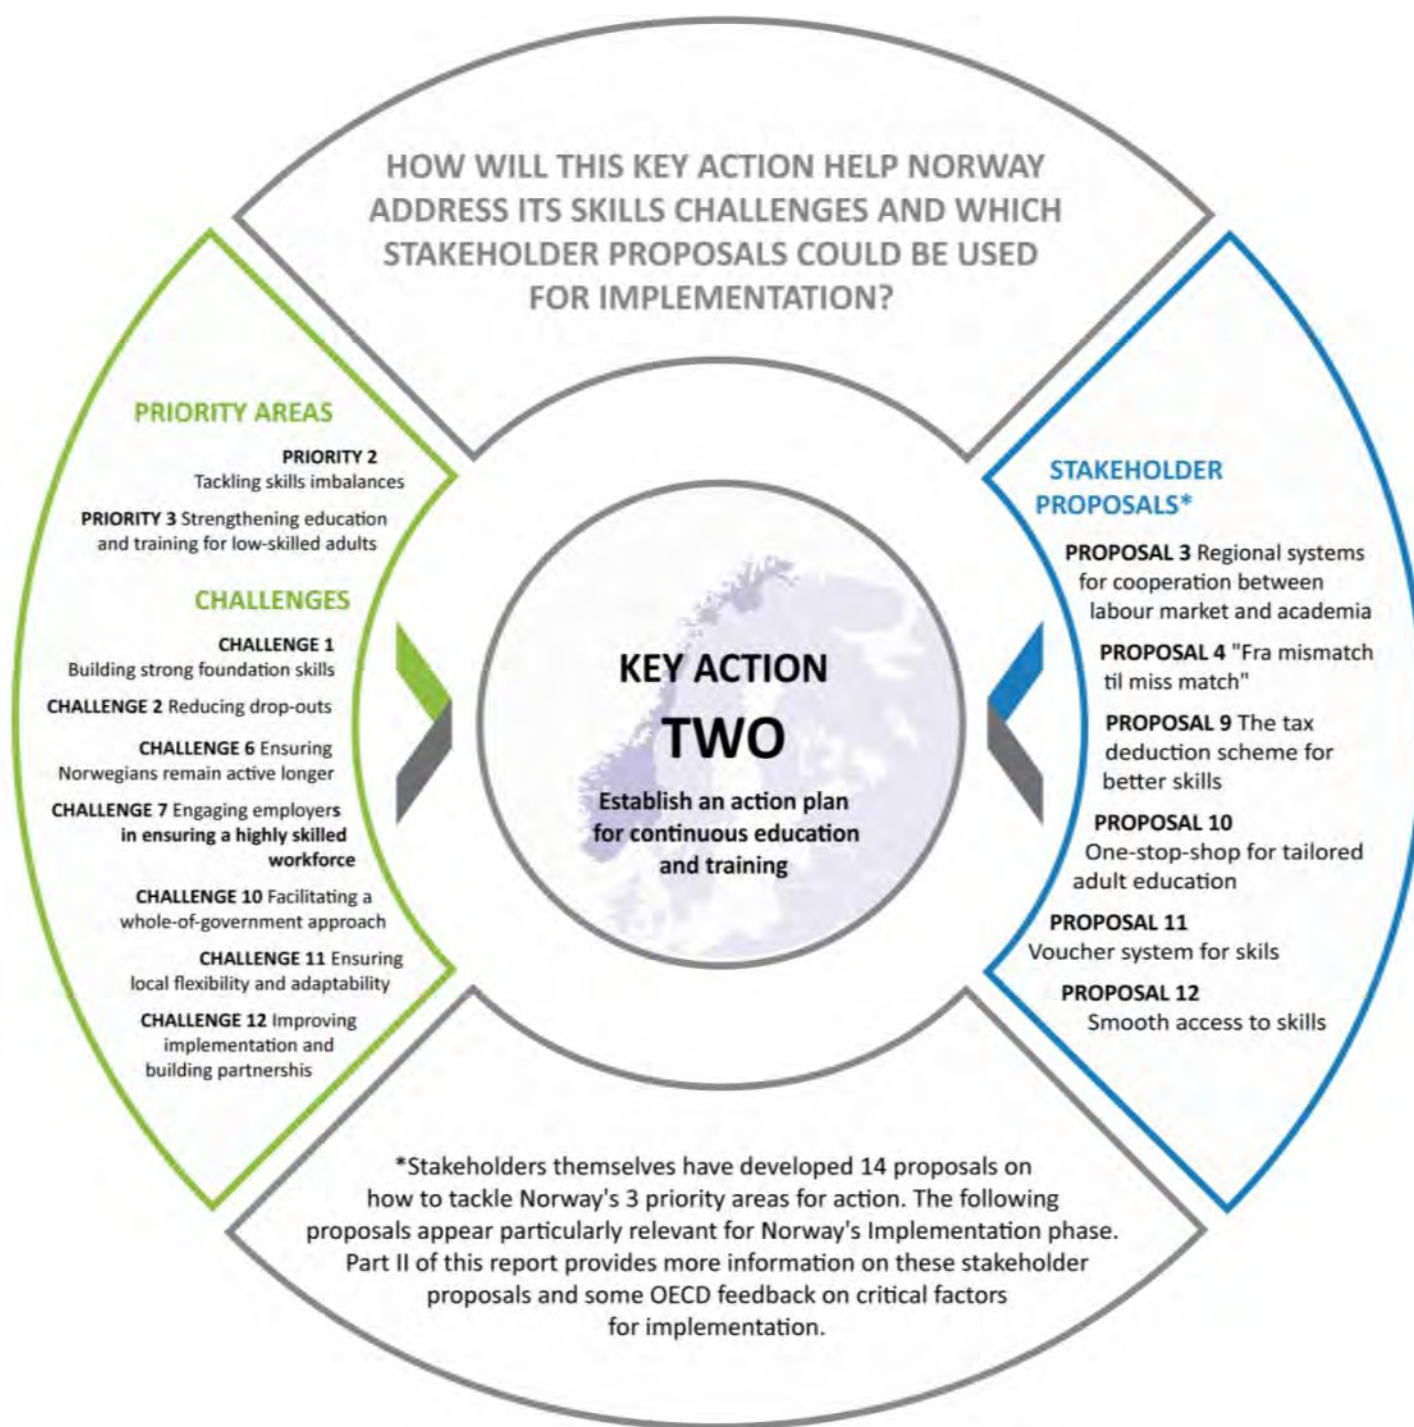 HOW WILL THIS KEY ACTION HELP NORWAY
ADDRESS ITS SKILLS CHALLENGES AND WHICH
STAKEHOLDER PROPOSALS COULD BE USED
FOR IMPLEMENTATION?
PRIORITY AREAS
PRIORITY 2
Tackling skills imbalances
PRIORITY 3 Strengthening education
and training for low-skilled adults
CHALLENGES
CHALLENGE 1
Building strong foundation skills
CHALLENGE 2 Reducing drop-outs
CHALLENGE 6 Ensuring
Norwegians remain active longer
CHALLENGE 7 Engaging employers
in ensuring a highly skilled
workforce
CHALLENGE 10 Facilitating a
whole-of-government approach
CHALLENGE 11 Ensuring
local flexibility and adaptability
CHALLENGE 12 Improving
implementation and
building partnershis
KEY ACTION
TWO
Establish an action plan
for continuous education
and training
STAKEHOLDER
PROPOSALS*
PROPOSAL 3 Regional systems
for cooperation between
labour market and academia
PROPOSAL 4 "Fra mismatch
til miss match"
PROPOSAL 9 The tax
deduction scheme for
better skills
PROPOSAL 10
One-stop-shop for tailored
adult education
PROPOSAL 11
Voucher system for skils
PROPOSAL 12
Smooth access to skills
*Stakeholders themselves have developed 14 proposals on
how to tackle Norway's 3 priority areas for action. The following
proposals appear particularly relevant for Norway's Implementation phase.
Part II of this report provides more information on these stakeholder
proposals and some OECD feedback on critical factors
for implementation.